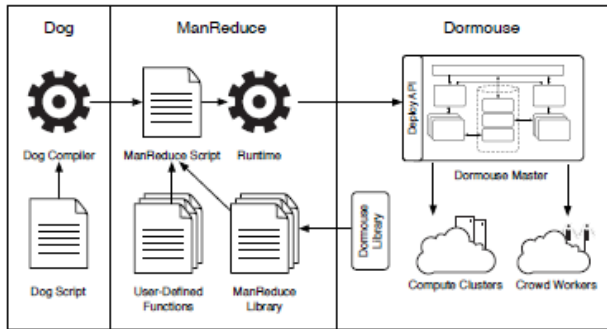 Dog
ManReduce
Dormouse
Deploy API
Dog Compiler
ManReduce Script
Runtime
Dormouse Master
Dormouse
Library
Dog Script
User-Defined
Functions
ManReduce
Library
Compute Clusters
Crowd Workers